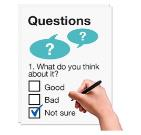 Questions
? ?
1. What do you think
about it?
Good
Bad
Not sure